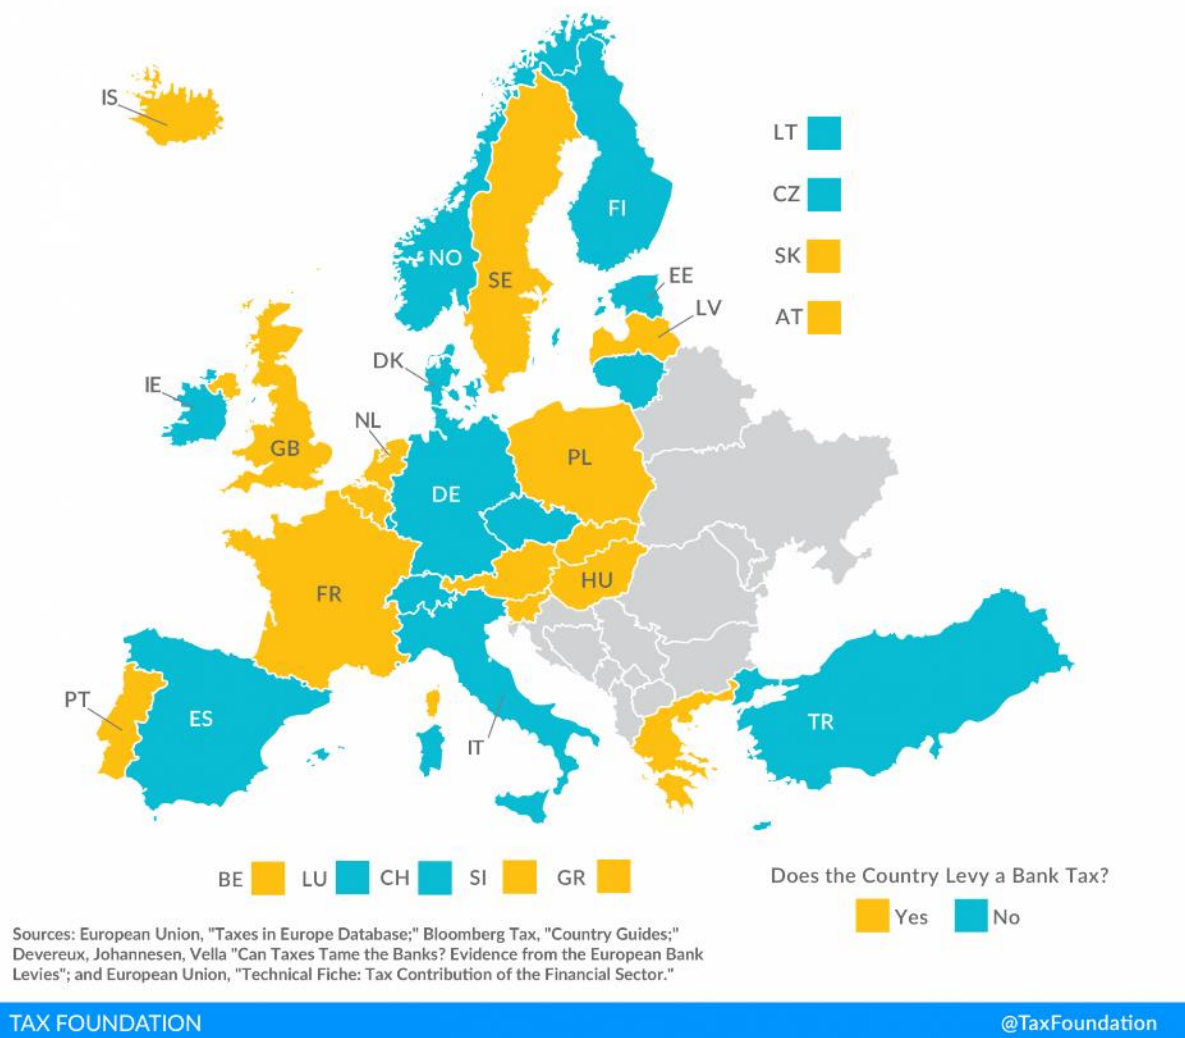 IS
LT
CZ
FI
NO
SK
SE
EE
LV
AT
DK
IE
NL
GB
PL
DE
HU
FR
PT
ES
TR
IT
BE LU CH SI GR
Does the Country Levy a Bank Tax?
Yes No
Sources: European Union, "Taxes in Europe Database;" Bloomberg Tax, "Country Guides;"
Devereux, Johannesen, Vella "Can Taxes Tame the Banks? Evidence from the European Bank
Levies"; and European Union, "Technical Fiche: Tax Contribution of the Financial Sector."
TAX FOUNDATION
@TaxFoundation